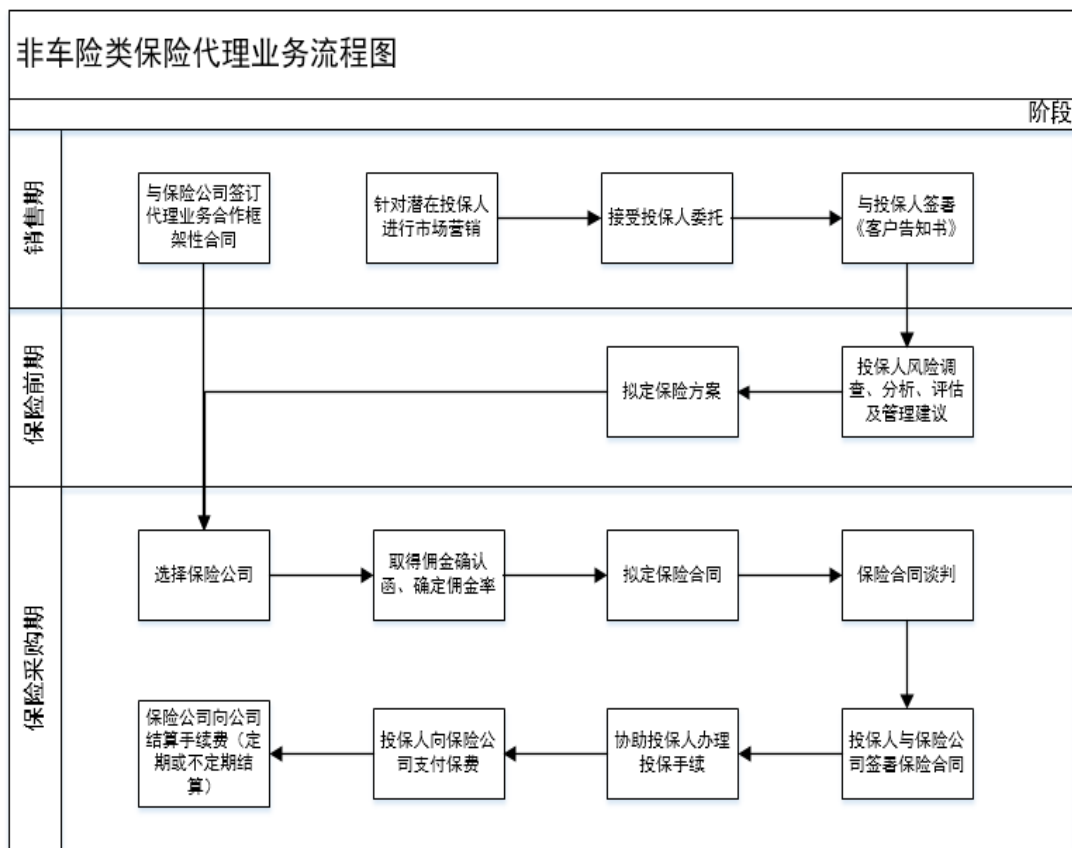 非车险类保险代理业务流程图
阶段
销售期
与保险公司签订
代理业务合作框
架性合同
针对潜在投保人
进行市场营销
接受投保人委托
与投保人签署
《客户告知书》
保险前期
拟定保险方案
投保人风险调
查、分析、评估
及管理建议
保险采购期
选择保险公司
取得佣金确认
函、确定佣金率
拟定保险合同
保险合同谈判
保险公司向公司
结算手续费（定
期或不定期结
算）
投保人向保险公
司支付保费
协助投保人办理
投保手续
投保人与保险公
司签署保险合同